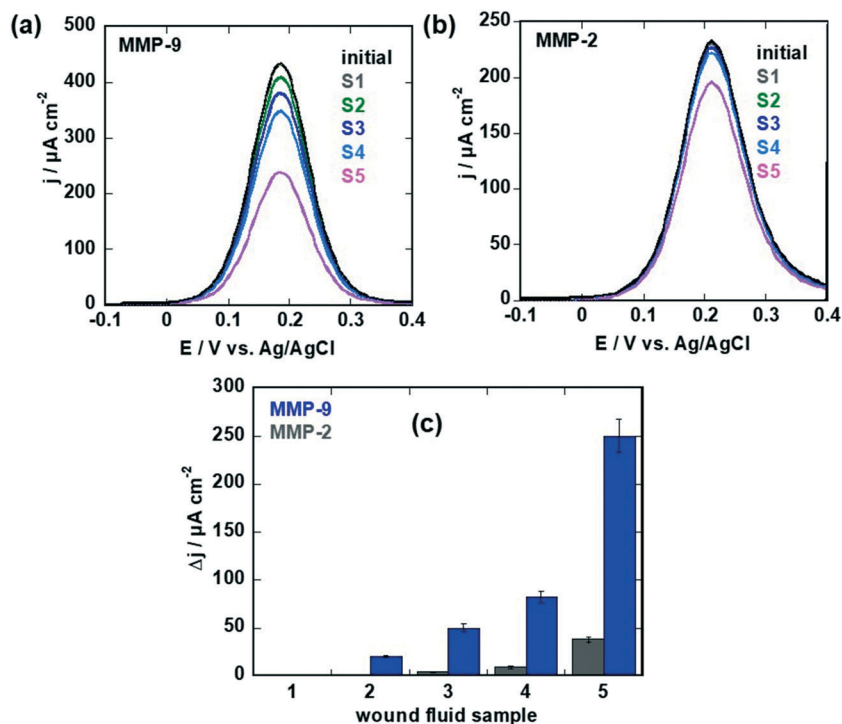 (a)
MMP-9
initial
S1
S2
S3
S4
S5
500
400
300
200
100
0
j / µA cm-2
-0.1 0 0.1 0.2 0.3 0.4
E / V vs. Ag/AgCl
(b)
MMP-2
initial
S1
S2
S3
S4
S5
250
200
150
100
50
0
j / µA cm-2
-0.1 0 0.1 0.2 0.3 0.4
E / V vs. Ag/AgCl
(c)
MMP-9
MMP-2
300
250
200
150
100
50
0
Δj / µA cm-2
1 2 3 4 5
wound fluid sample